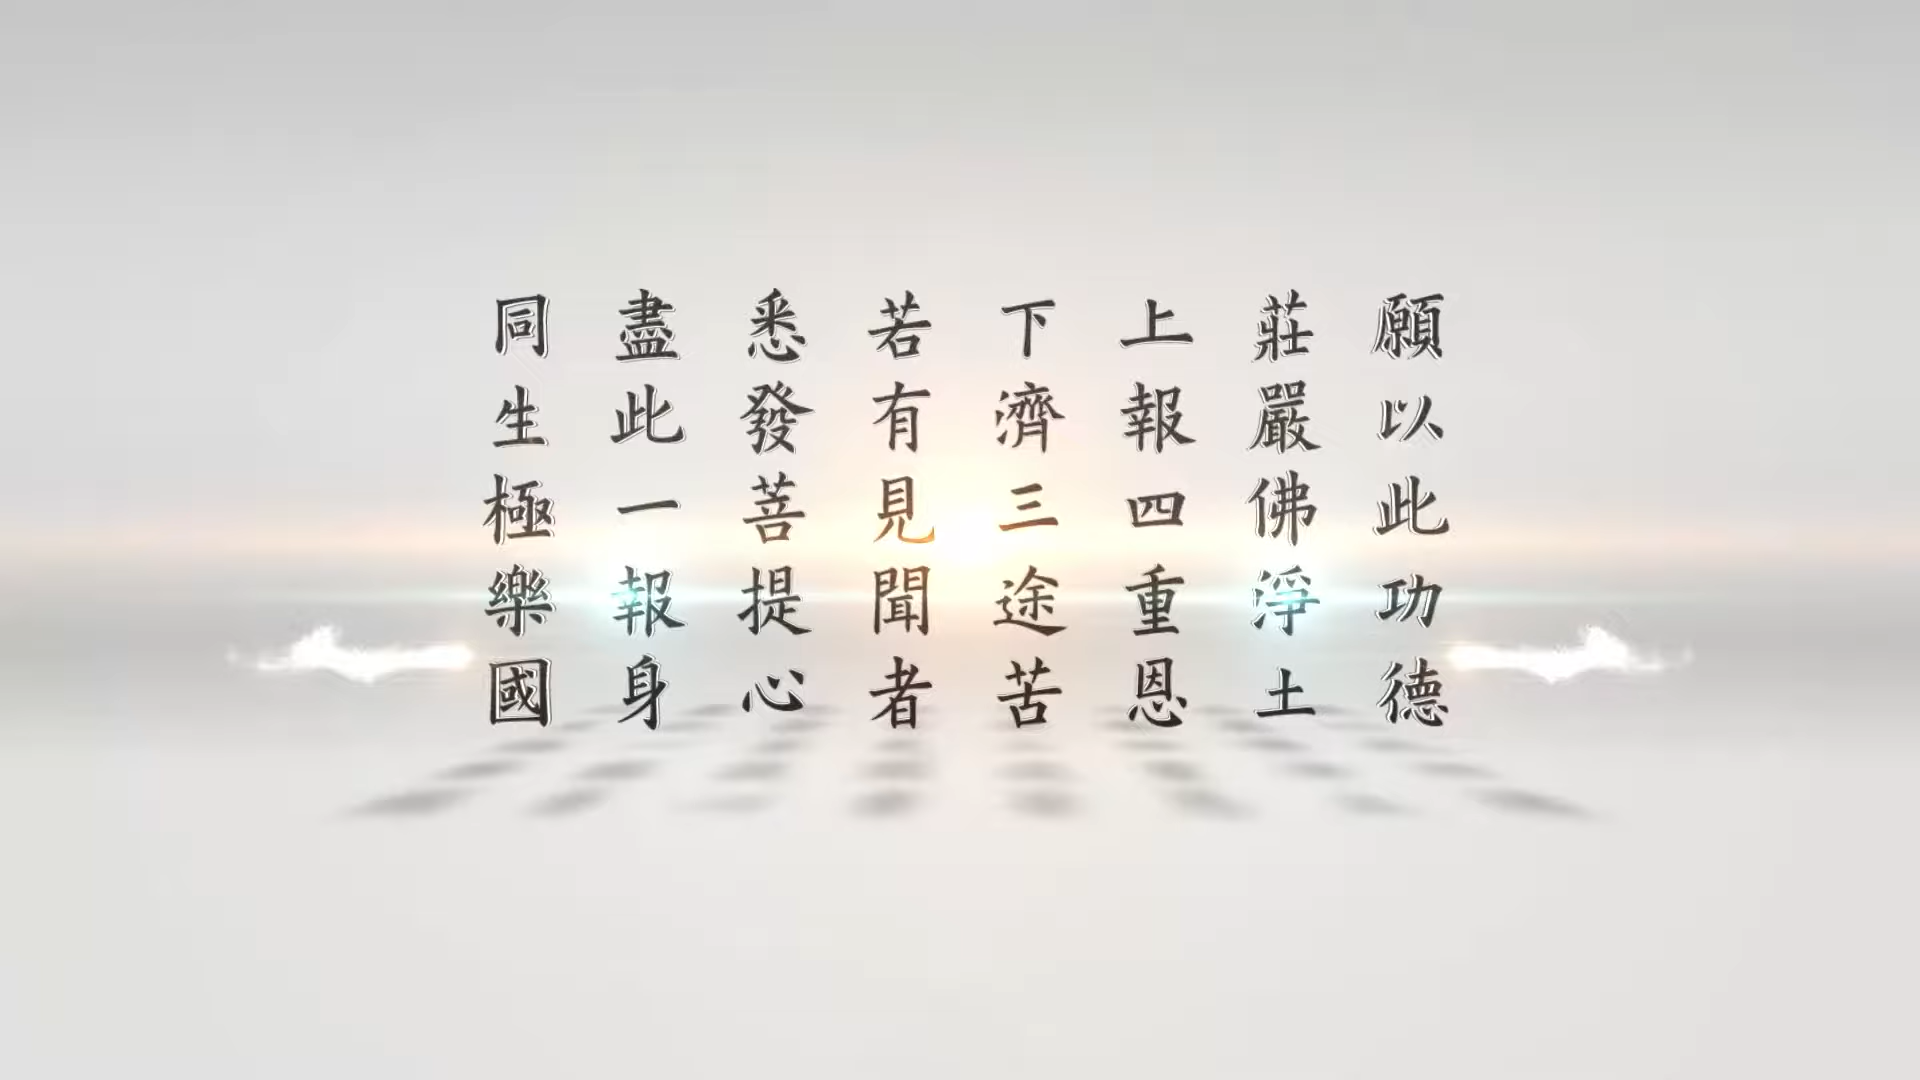 願以此功德
莊嚴佛淨土
上報四重恩
下濟三途苦
若有見聞者
悉發菩提心
盡此一報身
同生極樂國